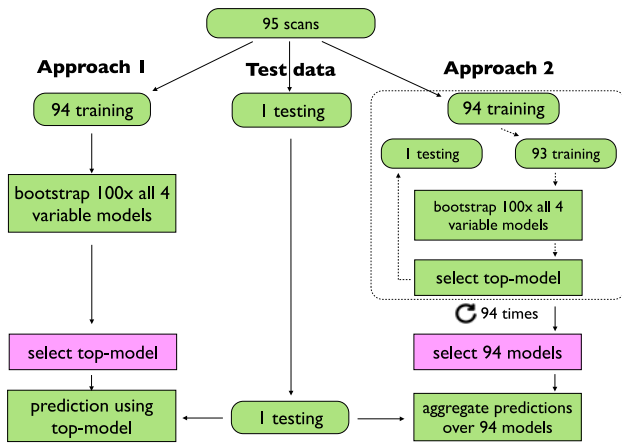 95 scans
Approach 1
Test data
Approach 2
94 training
1 testing
94 training
1 testing
93 training
bootstrap 100x all 4
variable models
bootstrap 100x all 4
variable models
select top-model
94 times
select top-model
select 94 models
prediction using
top-model
1 testing
aggregate predictions
over 94 models